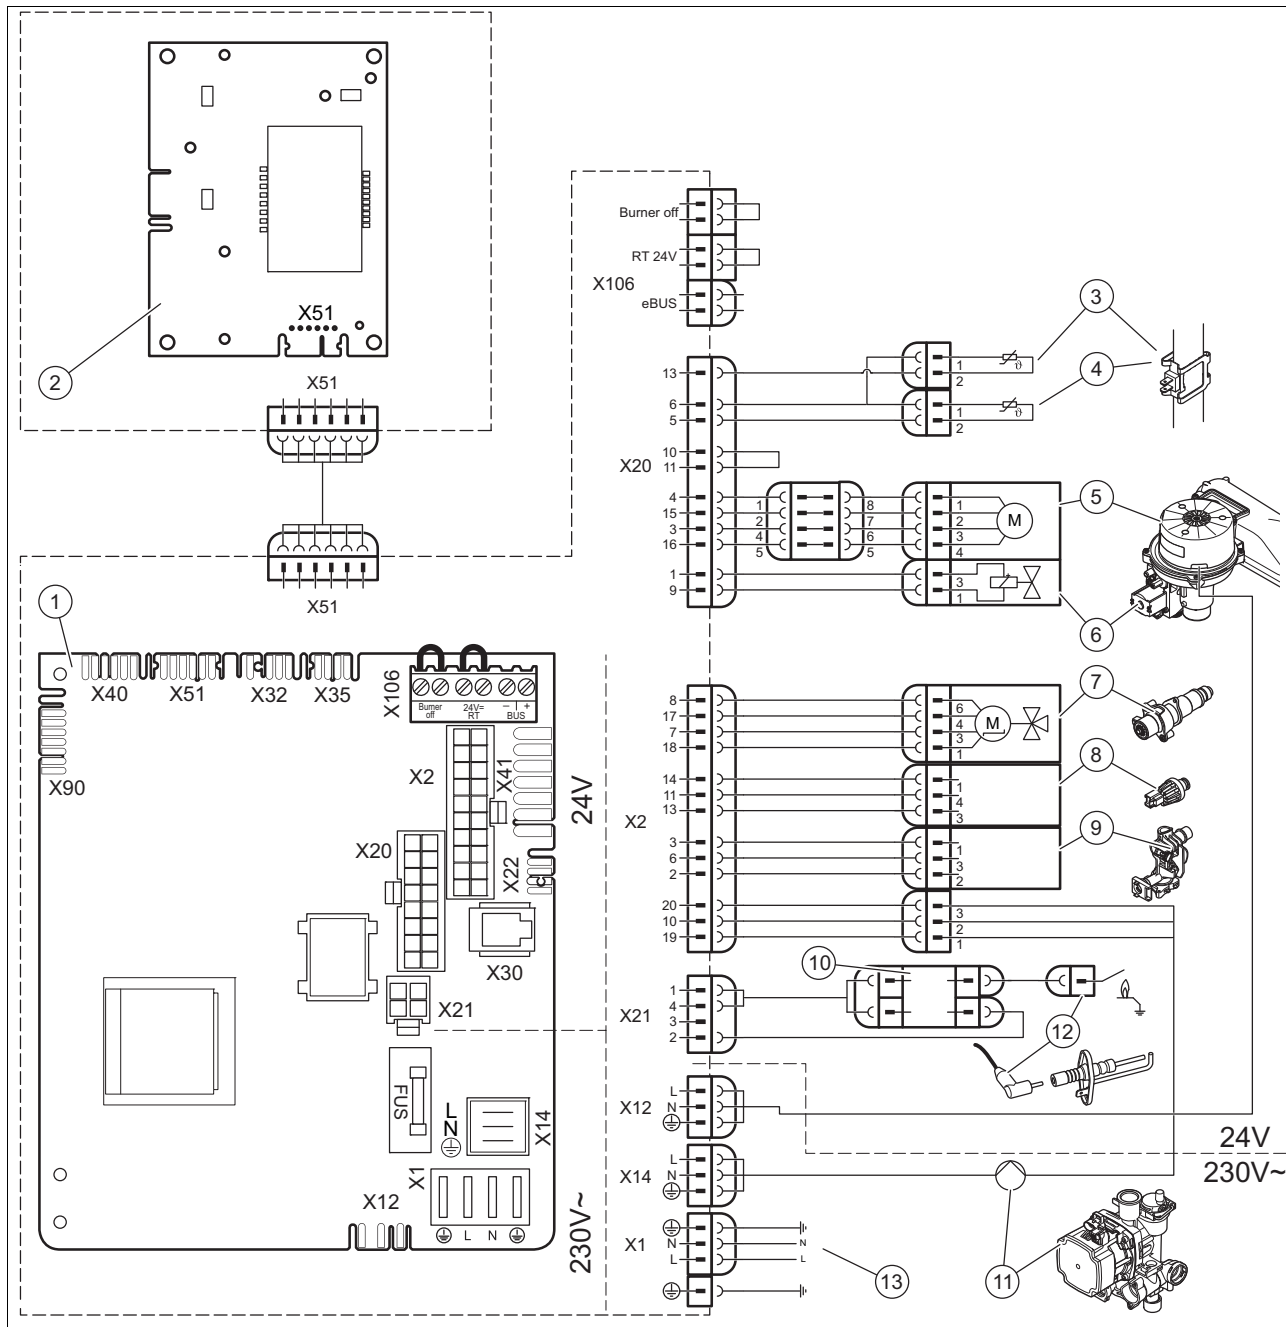 X51
2
X51
X51
1
X40
X51
X32
X35
X90
X106
Burner
off
24V=
RT
– | +
BUS
X2
X41
X20
X22
X30
X21
FUS
L
N
X14
X1
X12
L
N
24V
230V~
Burner off
RT 24V
X106
eBUS
X20
13
6
5
10
11
4
15
3
16
1
9
1
2
1
2
1
2
4
5
8
7
6
5
1
2
3
4
M
3
1
ϑ
ϑ
3
4
5
6
X2
8
17
7
18
14
11
13
3
6
2
20
10
19
6
4
3
1
M
1
4
3
1
3
2
3
2
1
7
8
9
X21
1
4
3
2
10
12
X12
L
N
24V
230V~
X14
L
N
11
X1
N
L
N
L
13